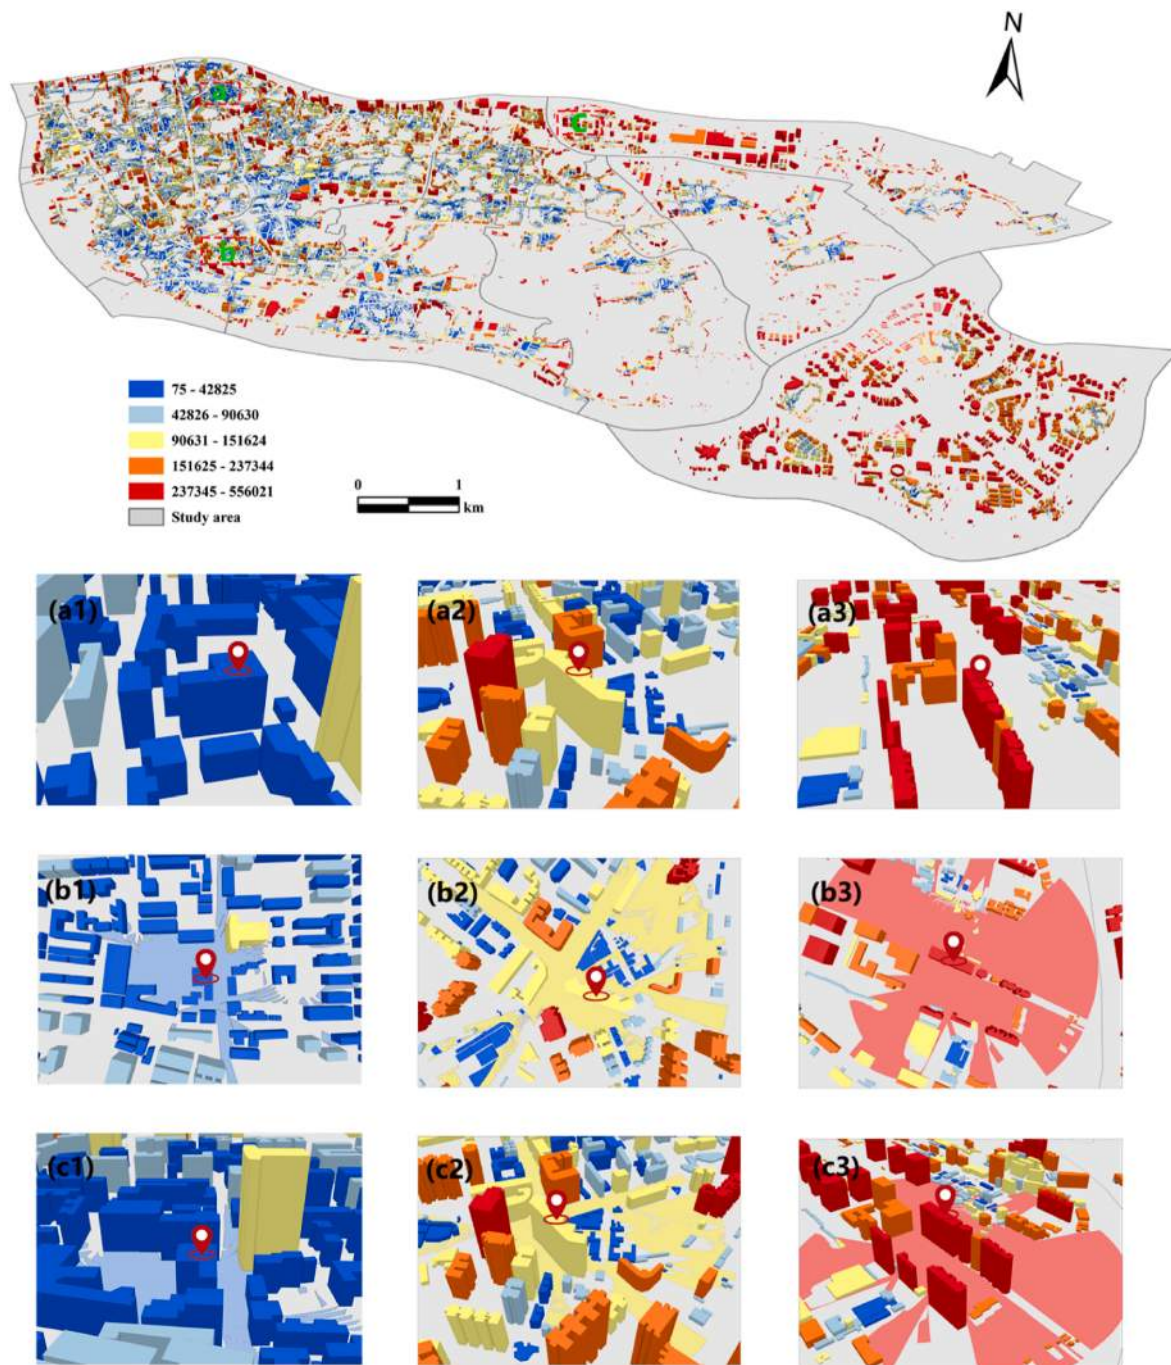 N
a
c
b
75 - 42825
42826 - 90630
90631 - 151624
151625 - 237344
237345 - 556021
Study area
0 1
km
(a1) (a2) (a3)
(b1) (b2) (b3)
(c1) (c2) (c3)